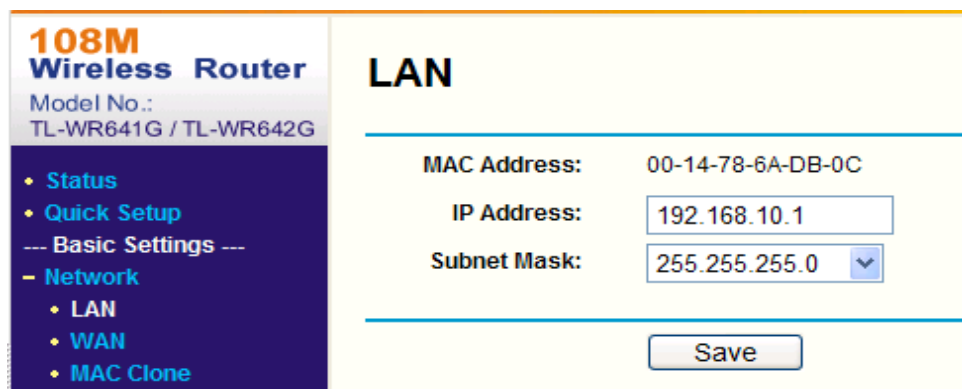 108M
Wireless Router
Model No.:
TL-WR641G / TL-WR642G
• Status
• Quick Setup
--- Basic Settings ---
– Network
• LAN
• WAN
• MAC Clone
LAN
MAC Address: 00-14-78-6A-DB-0C
IP Address: 192.168.10.1
Subnet Mask: 255.255.255.0
Save